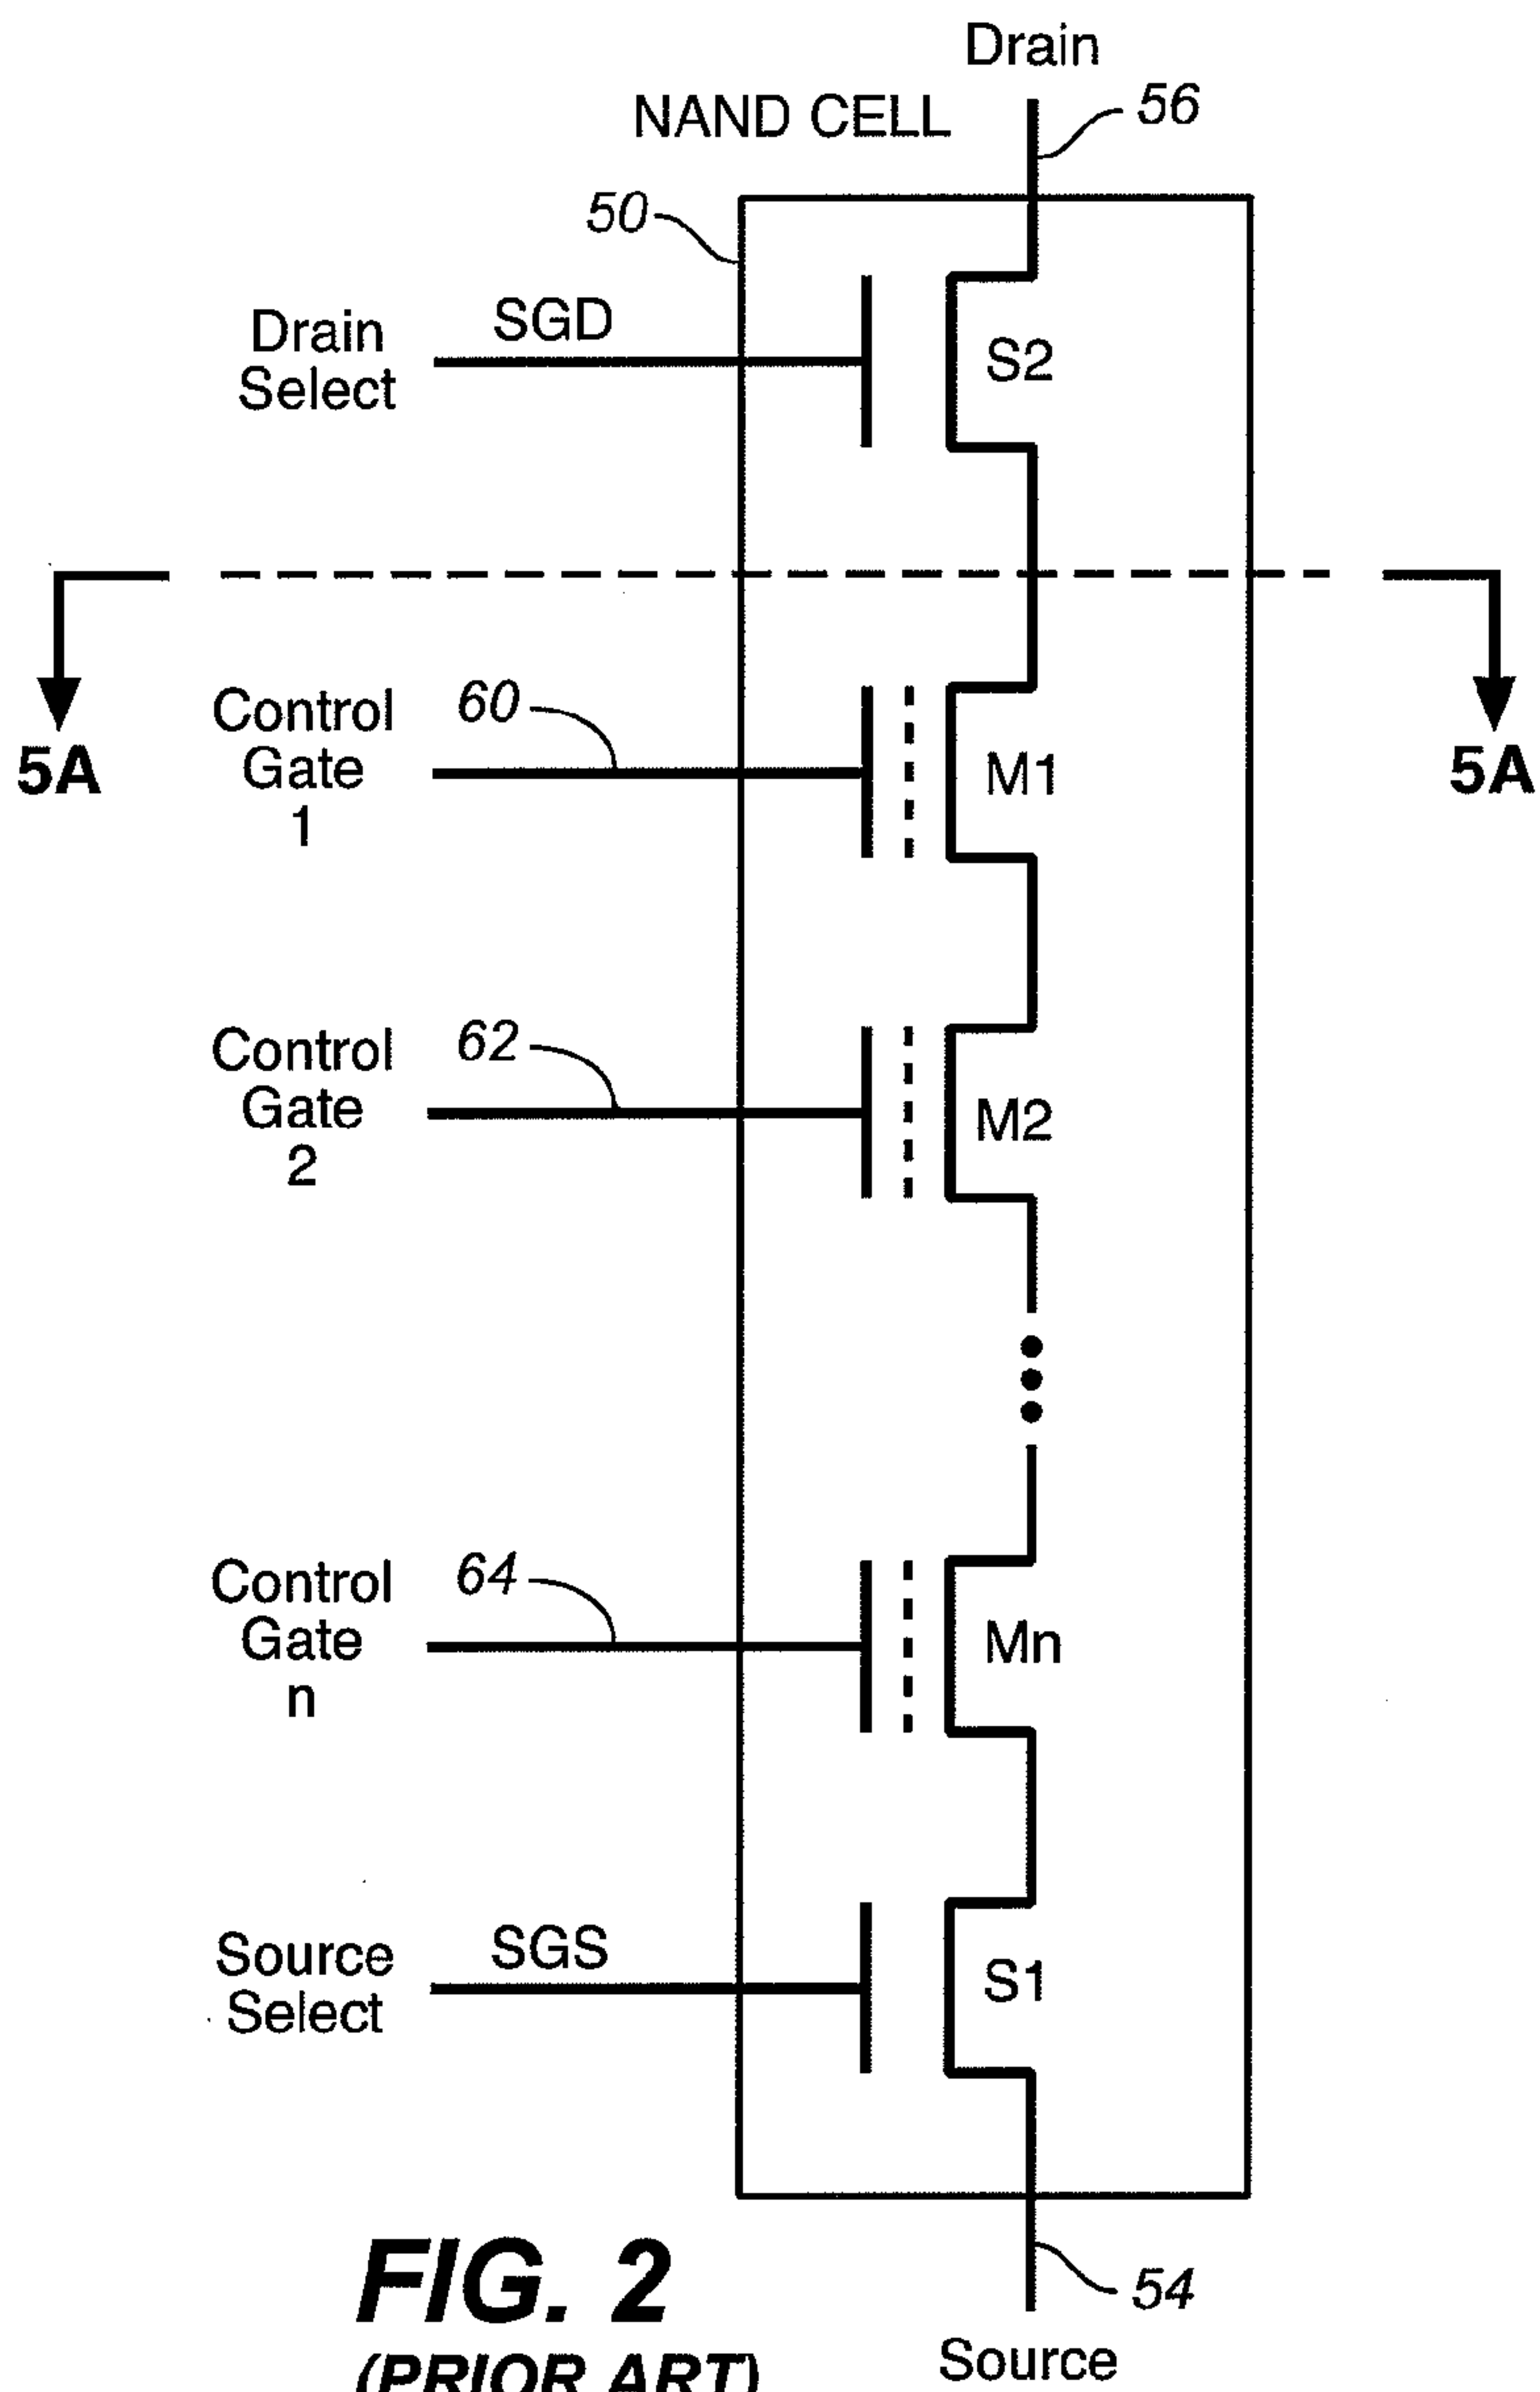 Drain
NAND CELL
56
50
Drain
Select
SGD
S2
5A
5A
Control
Gate
1
60
M1
Control
Gate
2
62
M2
Control
Gate
n
64
Mn
Source
Select
SGS
S1
54
Source
FIG. 2
(PRIOR ART)